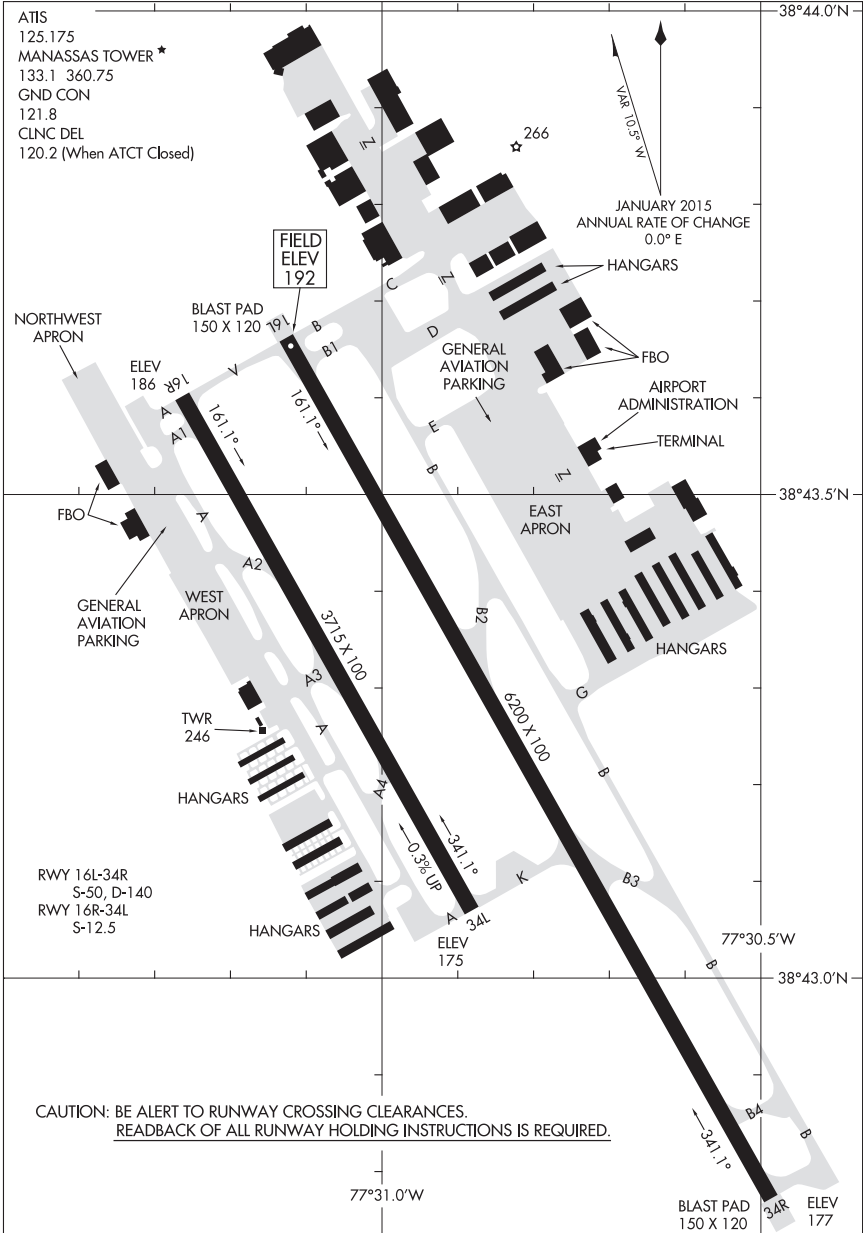 ATIS
125.175
MANASSAS TOWER ★
133.1 360.75
GND CON
121.8
CLNC DEL
120.2 (When ATCT Closed)
38°44.0'N
VAR 10.5° W
JANUARY 2015
ANNUAL RATE OF CHANGE
0.0° E
266
Z
HANGARS
FIELD
ELEV
192
C
Z
BLAST PAD
150 X 120
16L
B
B1
D
V
NORTHWEST
APRON
ELEV
186
16R
A
A1
161.1°
161.1°
GENERAL
AVIATION
PARKING
FBO
AIRPORT
ADMINISTRATION
TERMINAL
E
B
Z
38°43.5'N
EAST
APRON
FBO
A
A2
WEST
APRON
GENERAL
AVIATION
PARKING
3715 X 100
B2
HANGARS
A3
G
TWR
246
A
6200 X 100
B
HANGARS
A4
0.3% UP
341.1°
K
B3
RWY 16L-34R
S-50, D-140
RWY 16R-34L
S-12.5
HANGARS
A
34L
ELEV
175
77°30.5'W
B
38°43.0'N
CAUTION: BE ALERT TO RUNWAY CROSSING CLEARANCES.
READBACK OF ALL RUNWAY HOLDING INSTRUCTIONS IS REQUIRED.
B4
B
341.1°
77°31.0'W
BLAST PAD
150 X 120
34R
ELEV
177